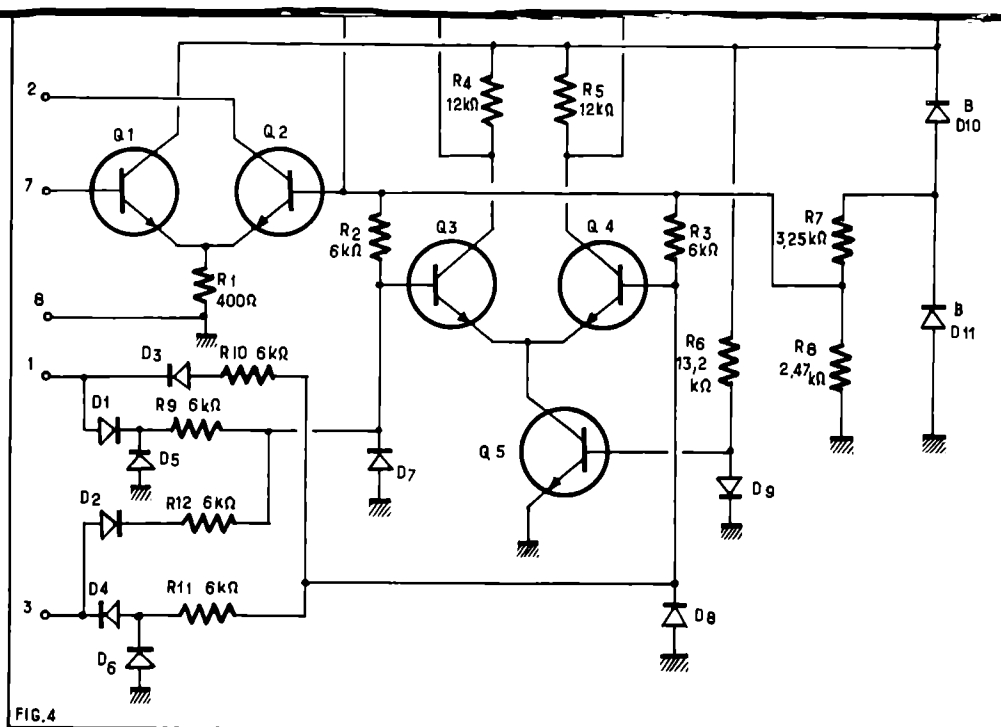 R4
12kΩ
R5
12kΩ
B
D10
2
Q1
Q2
7
R2
6kΩ
Q3
Q4
R3
6kΩ
R7
3,25kΩ
R1
400Ω
8
B
D11
R6
13,2
kΩ
R8
2,47kΩ
1
D3
R10 6kΩ
D1
R9 6kΩ
D5
D7
Q5
D9
D2
R12 6kΩ
D4
R11 6kΩ
3
D6
D8
FIG.4